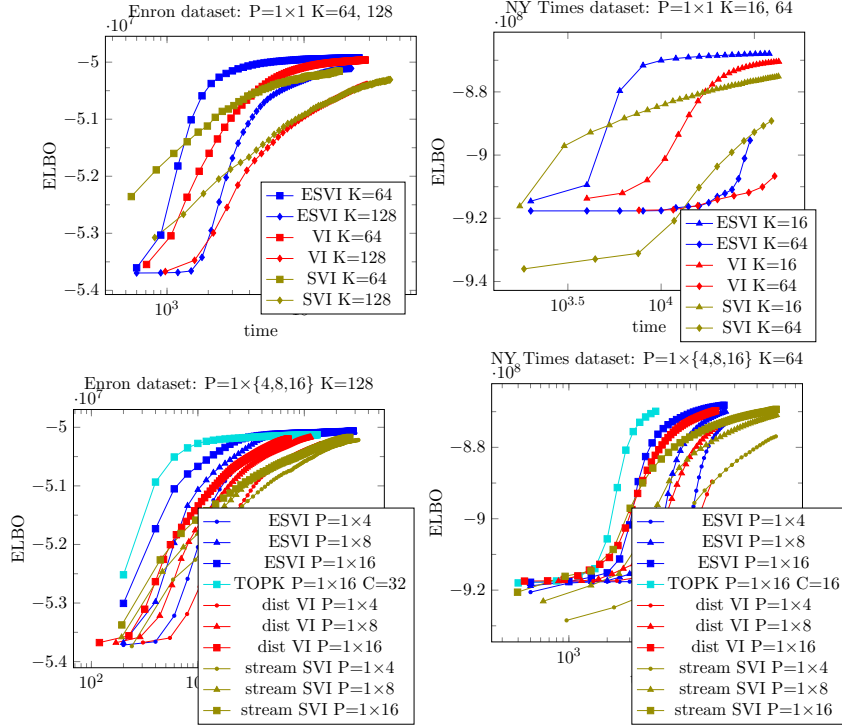 Enron dataset: P=1×1 K=64, 128
·10^7
−5
−5.1
−5.2
−5.3
−5.4
ELBO
10^3
time
ESVI K=64
ESVI K=128
VI K=64
VI K=128
SVI K=64
SVI K=128
NY Times dataset: P=1×1 K=16, 64
·10^8
−8.8
−9
−9.2
−9.4
ELBO
10^3.5
10^4
time
ESVI K=16
ESVI K=64
VI K=16
VI K=64
SVI K=16
SVI K=64
Enron dataset: P=1×{4,8,16} K=128
·10^7
−5
−5.1
−5.2
−5.3
−5.4
ELBO
10^2
ESVI P=1×4
ESVI P=1×8
ESVI P=1×16
TOPK P=1×16 C=32
dist VI P=1×4
dist VI P=1×8
dist VI P=1×16
stream SVI P=1×4
stream SVI P=1×8
stream SVI P=1×16
NY Times dataset: P=1×{4,8,16} K=64
·10^8
−8.8
−9
−9.2
ELBO
10^3
ESVI P=1×4
ESVI P=1×8
ESVI P=1×16
TOPK P=1×16 C=16
dist VI P=1×4
dist VI P=1×8
dist VI P=1×16
stream SVI P=1×4
stream SVI P=1×8
stream SVI P=1×16